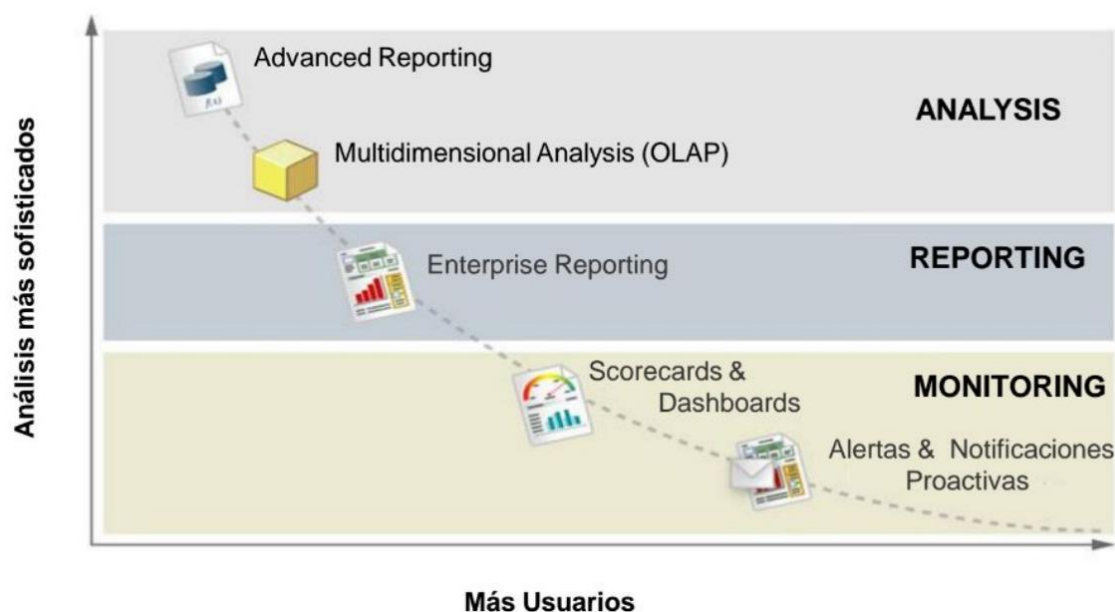 Advanced Reporting
ANALYSIS
Multidimensional Analysis (OLAP)
Enterprise Reporting
REPORTING
Scorecards &
Dashboards
MONITORING
Alertas & Notificaciones
Proactivas
Análisis más sofisticados
Más Usuarios
f(x)